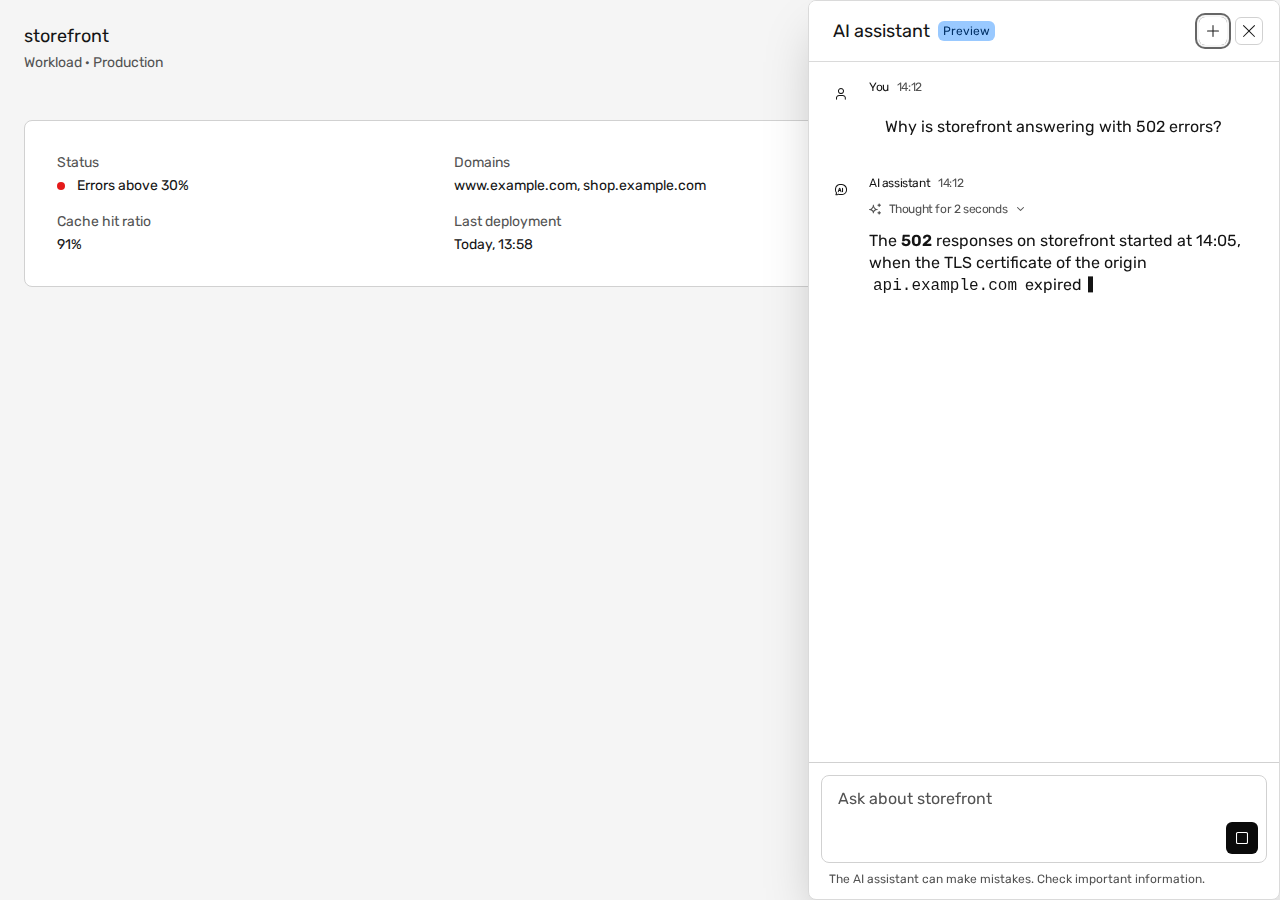 storefront
Workload • Production
Status
Errors above 30%
Domains
www.example.com, shop.example.com
Cache hit ratio
91%
Last deployment
Today, 13:58
AI assistant Preview
You 14:12
Why is storefront answering with 502 errors?
AI
AI assistant 14:12
Thought for 2 seconds
The 502 responses on storefront started at 14:05,
when the TLS certificate of the origin
api.example.com expired
Ask about storefront
The AI assistant can make mistakes. Check important information.